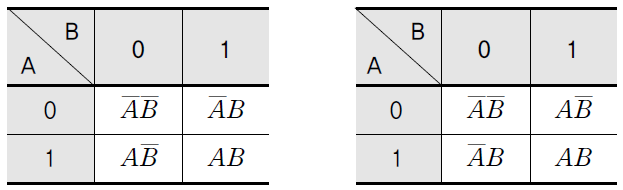 B
A
0 1
0 A̅B̅ A̅B
1 AB̅ AB
B
A
0 1
0 A̅B̅ AB̅
1 A̅B AB